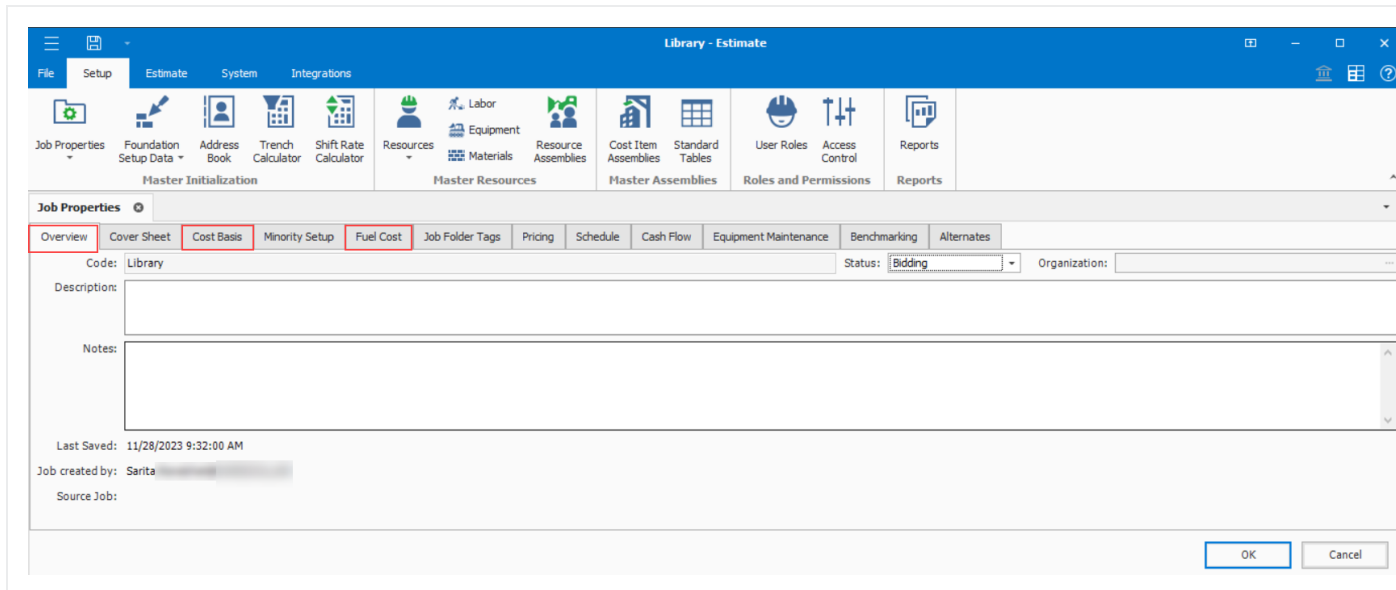 Library - Estimate
File Setup Estimate System Integrations
Job Properties
Foundation Setup Data
Address Book
Trench Calculator
Shift Rate Calculator
Resources
Labor
Equipment
Materials
Resource Assemblies
Cost Item Assemblies
Standard Tables
User Roles
Access Control
Reports
Master Initialization Master Resources Master Assemblies Roles and Permissions Reports
Job Properties
Overview Cover Sheet Cost Basis Minority Setup Fuel Cost Job Folder Tags Pricing Schedule Cash Flow Equipment Maintenance Benchmarking Alternates
Code: Library Status: Bidding Organization:
Description:
Notes:
Last Saved: 11/28/2023 9:32:00 AM
Job created by: Sarita
Source Job:
OK Cancel